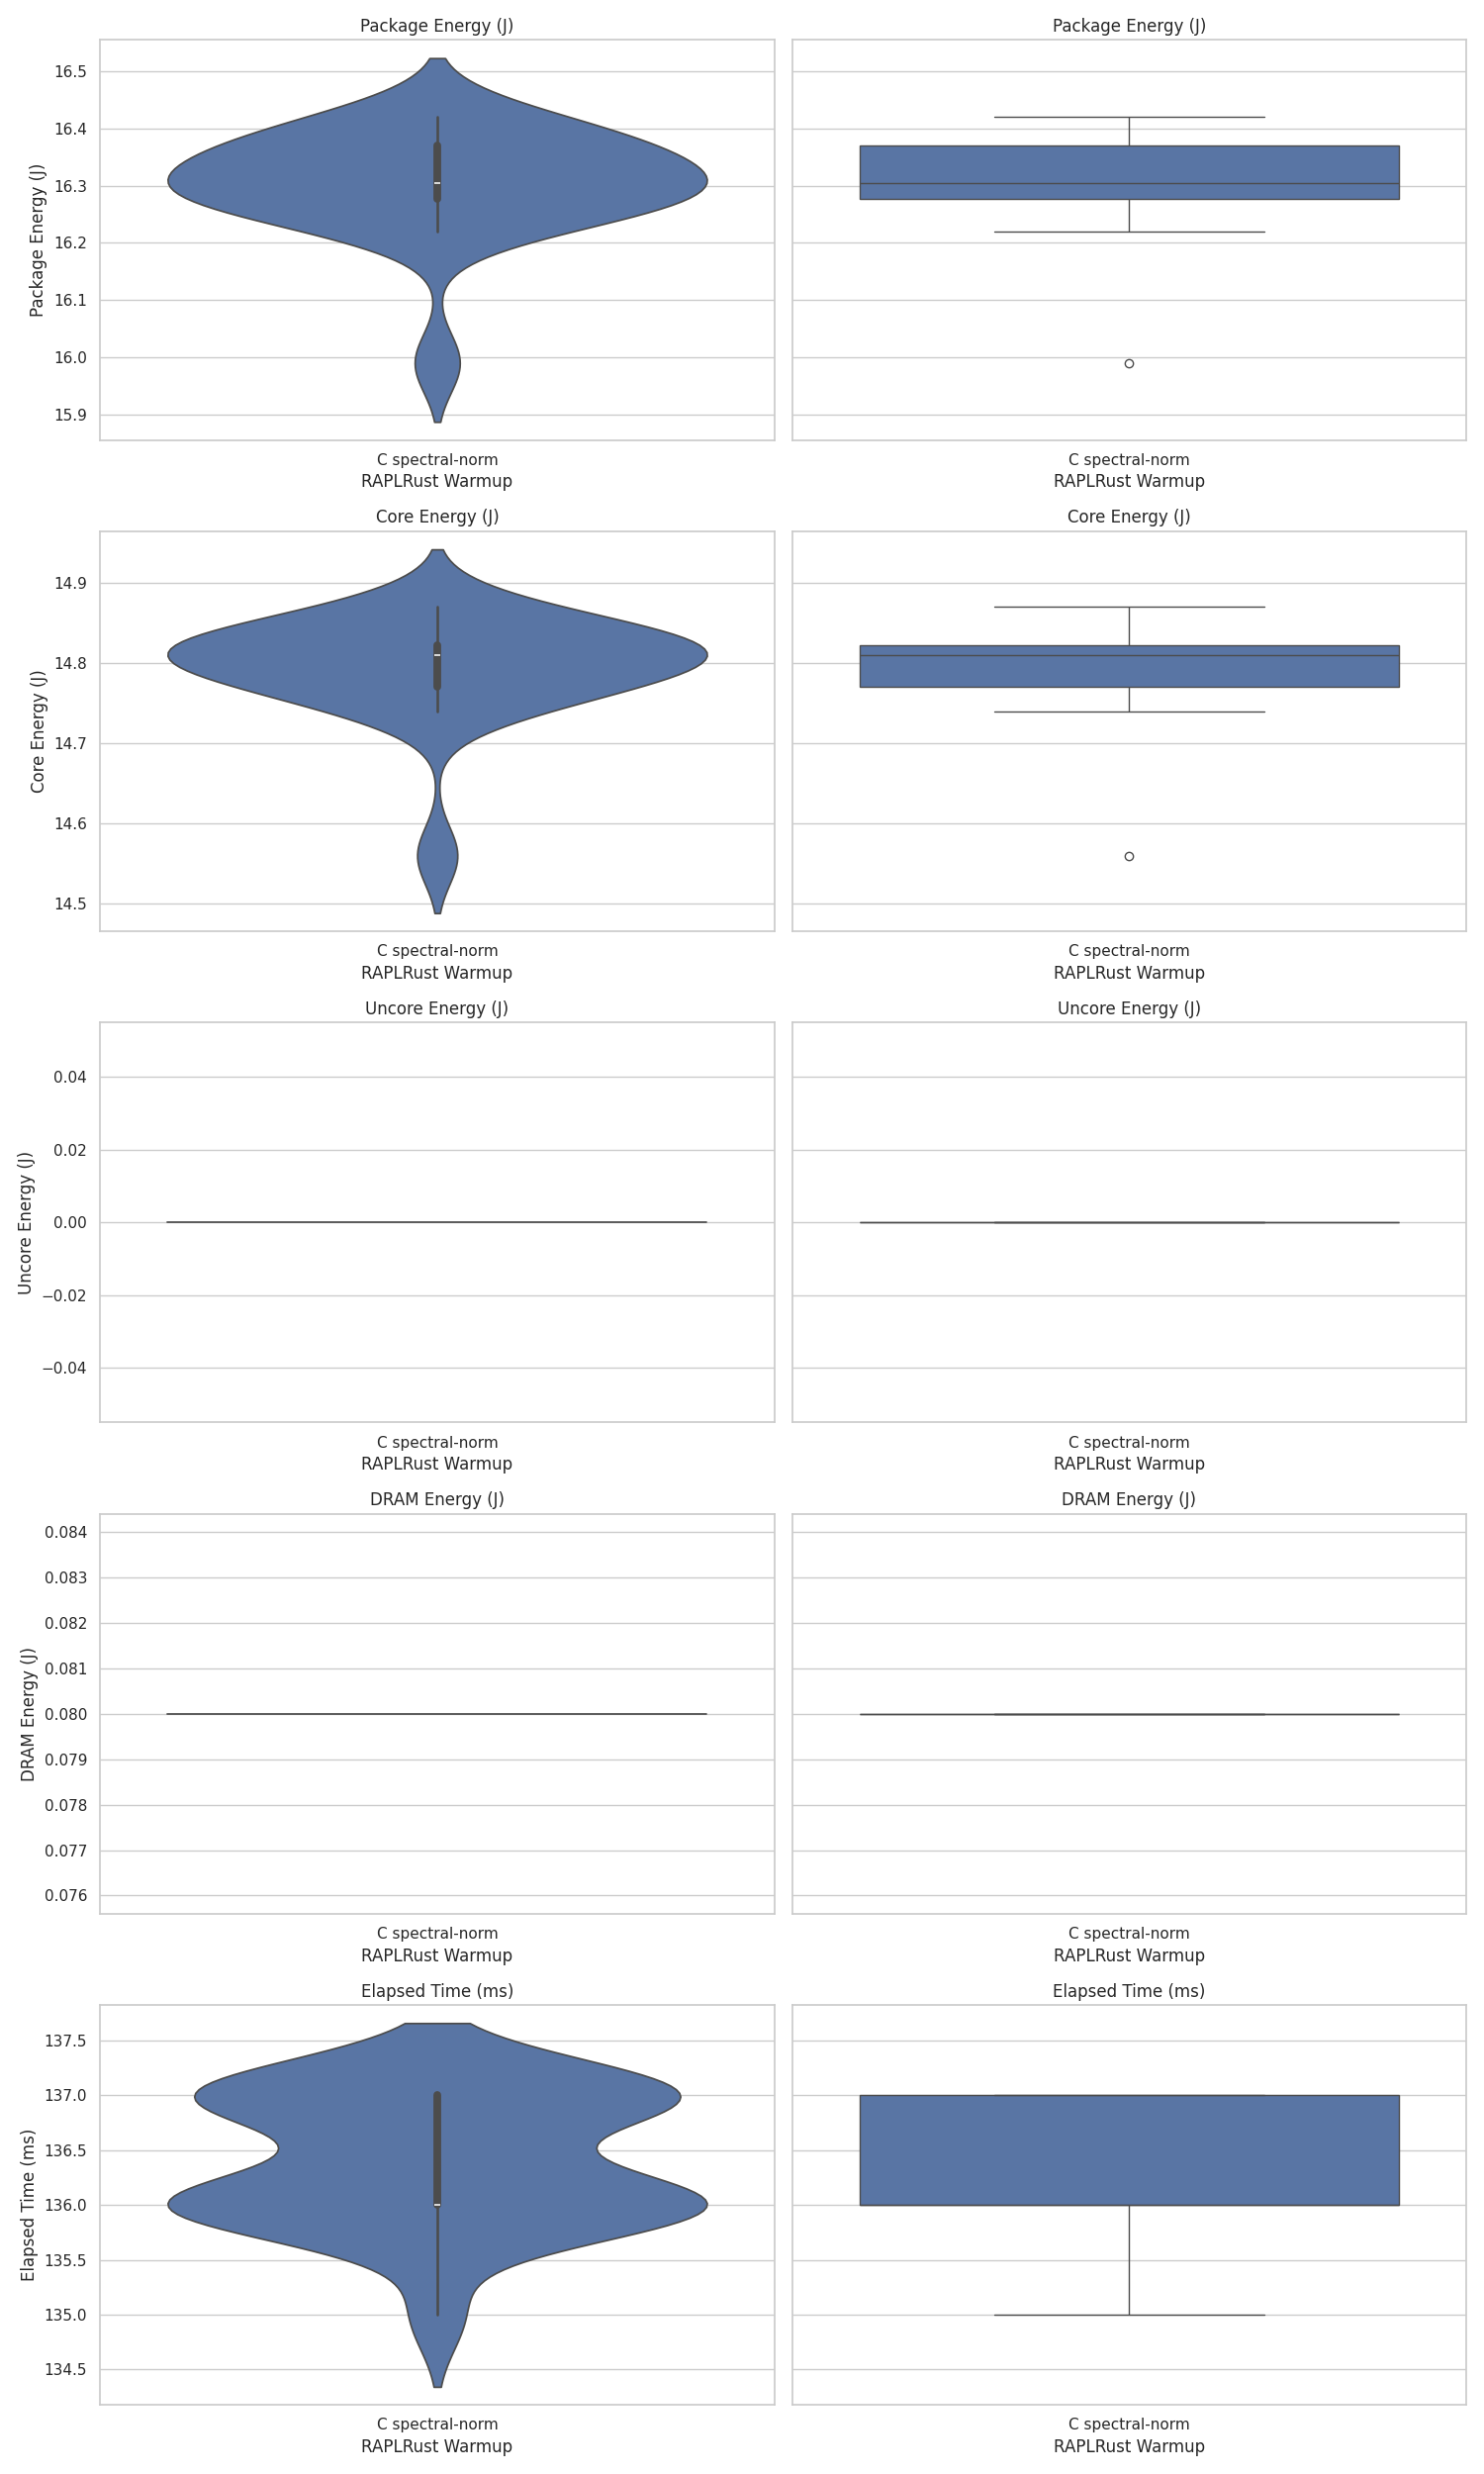 Package Energy (J)
Package Energy (J)
Package Energy (J)
16.5
16.4
16.3
16.2
16.1
16.0
15.9
C spectral-norm
C spectral-norm
RAPLRust Warmup
RAPLRust Warmup
Core Energy (J)
Core Energy (J)
Core Energy (J)
14.9
14.8
14.7
14.6
14.5
C spectral-norm
C spectral-norm
RAPLRust Warmup
RAPLRust Warmup
Uncore Energy (J)
Uncore Energy (J)
Uncore Energy (J)
0.04
0.02
0.00
−0.02
−0.04
C spectral-norm
C spectral-norm
RAPLRust Warmup
RAPLRust Warmup
DRAM Energy (J)
DRAM Energy (J)
DRAM Energy (J)
0.084
0.083
0.082
0.081
0.080
0.079
0.078
0.077
0.076
C spectral-norm
C spectral-norm
RAPLRust Warmup
RAPLRust Warmup
Elapsed Time (ms)
Elapsed Time (ms)
Elapsed Time (ms)
137.5
137.0
136.5
136.0
135.5
135.0
134.5
C spectral-norm
C spectral-norm
RAPLRust Warmup
RAPLRust Warmup